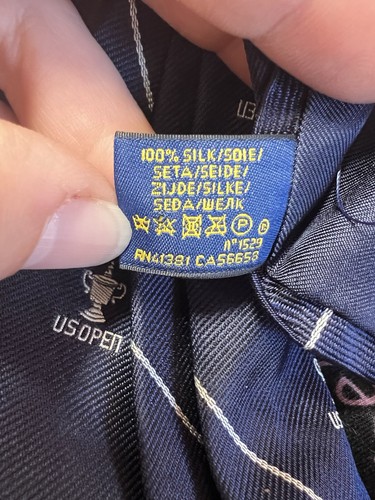 100% SILK/SOIE/
SETA/SEIDE/
ZIJDE/SILKE/
SEDA/ШЕЛК
P
n°1529
RN41381 CA56658
US OPEN